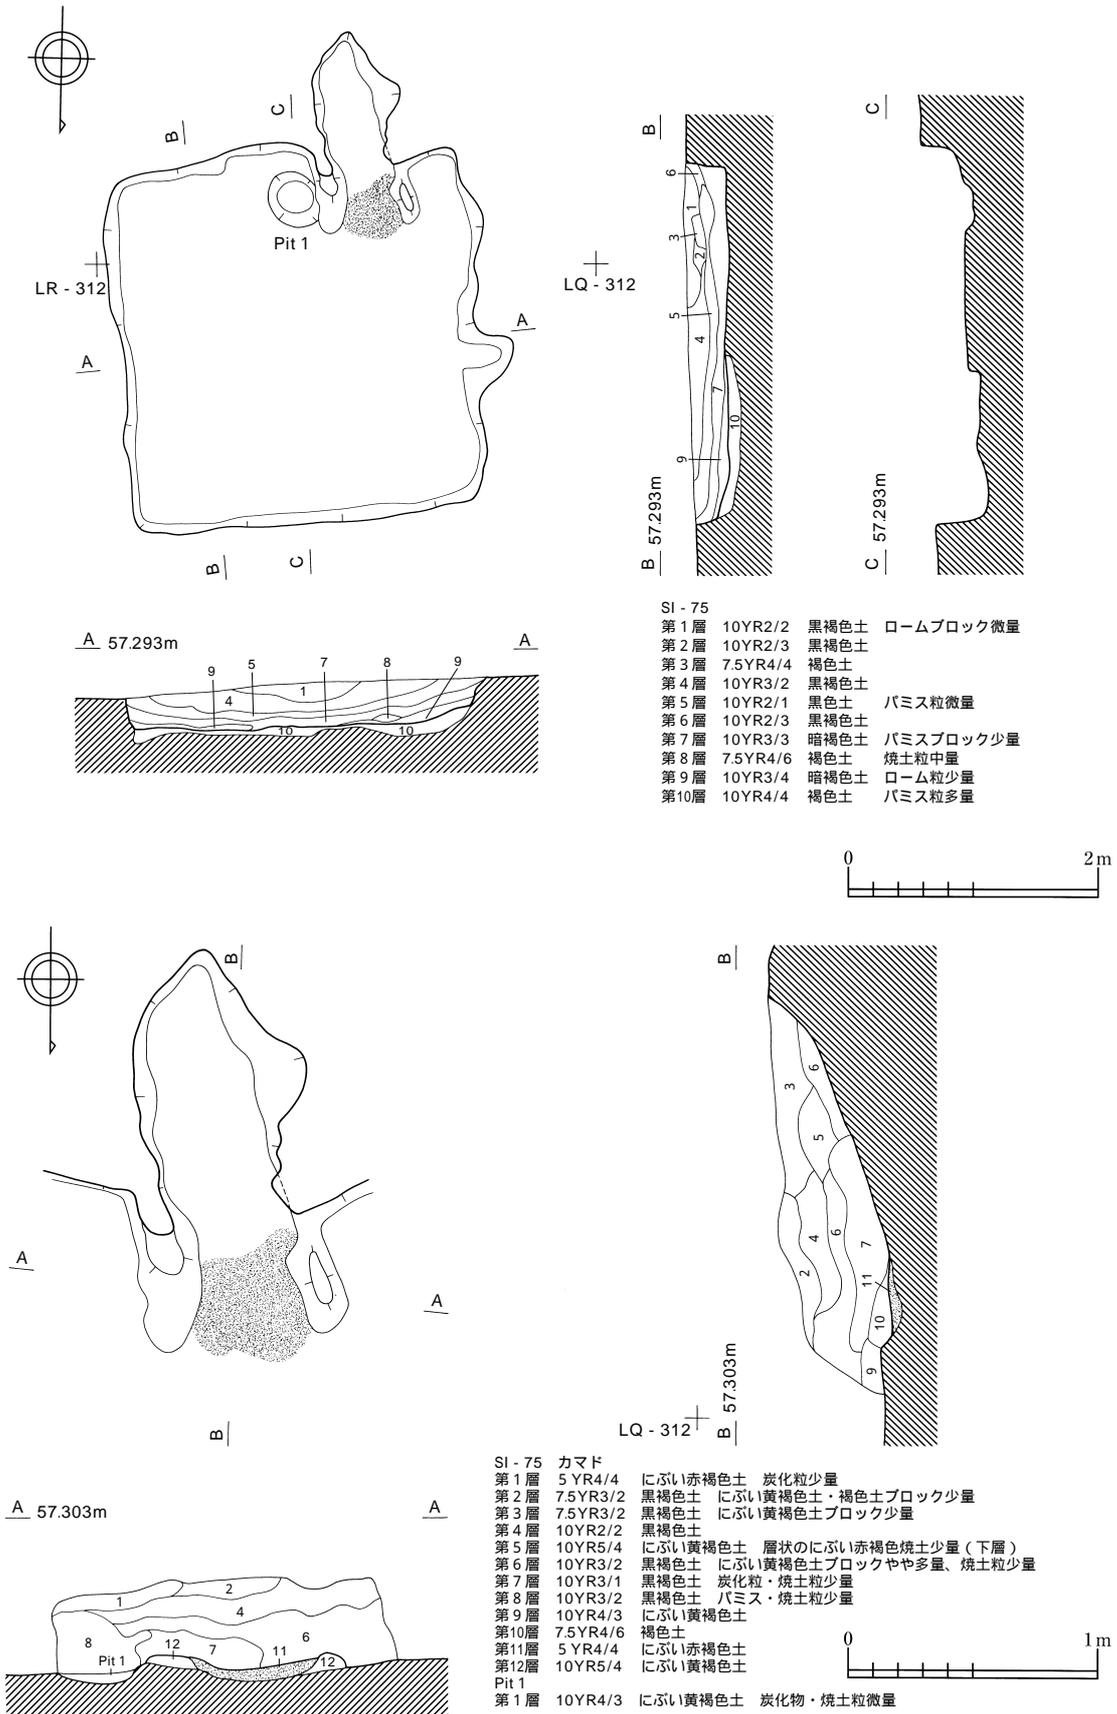 C
B
Pit 1
LR - 312
A
A
B
C
B
6
1
3
2
LQ - 312
5
4
7
10
9
B 57.293m
C
C 57.293m
A 57.293m
A
9
5
7
8
9
1
4
10
10
SI - 75
第1層 10YR2/2 黒褐色土 ロームブロック微量
第2層 10YR2/3 黒褐色土
第3層 7.5YR4/4 褐色土
第4層 10YR3/2 黒褐色土
第5層 10YR2/1 黒色土 パミス粒微量
第6層 10YR2/3 黒褐色土
第7層 10YR3/3 暗褐色土 パミスブロック少量
第8層 7.5YR4/6 褐色土 焼土粒中量
第9層 10YR3/4 暗褐色土 ローム粒少量
第10層 10YR4/4 褐色土 パミス粒多量
0 2m
B
A
A
B
B
3
6
5
4
6
7
2
11
10
9
B 57.303m
LQ - 312
A 57.303m
A
1
2
4
8
12
7
11
6
12
Pit 1
SI - 75 カマド
第1層 5YR4/4 にぶい赤褐色土 炭化粒少量
第2層 7.5YR3/2 黒褐色土 にぶい黄褐色土・褐色土ブロック少量
第3層 7.5YR3/2 黒褐色土 にぶい黄褐色土ブロック少量
第4層 10YR2/2 黒褐色土
第5層 10YR5/4 にぶい黄褐色土 層状のにぶい赤褐色焼土少量(下層)
第6層 10YR3/2 黒褐色土 にぶい黄褐色土ブロックやや多量、焼土粒少量
第7層 10YR3/1 黒褐色土 炭化粒・焼土粒少量
第8層 10YR3/2 黒褐色土 パミス・焼土粒少量
第9層 10YR4/3 にぶい黄褐色土
第10層 7.5YR4/6 褐色土
第11層 5YR4/4 にぶい赤褐色土
第12層 10YR5/4 にぶい黄褐色土
Pit 1
第1層 10YR4/3 にぶい黄褐色土 炭化物・焼土粒微量
0 1m